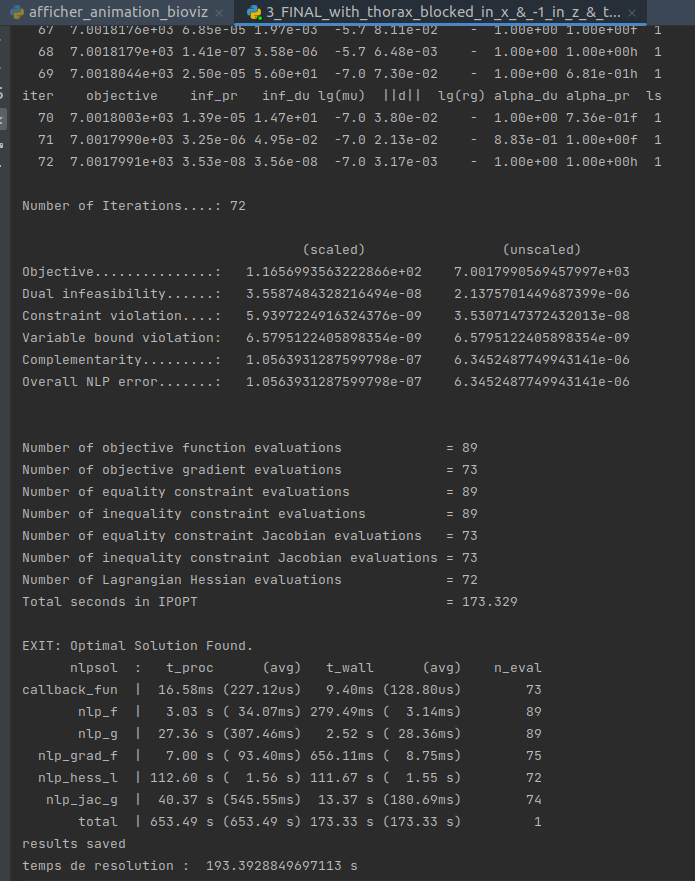 afficher_animation_bioviz × 3_FINAL_with_thorax_blocked_in_x_&_-1_in_z_&_t... ×
67 7.0018176e+03 6.85e-05 1.97e-03 -5.7 8.11e-02 - 1.00e+00 1.00e+00f 1
68 7.0018179e+03 1.41e-07 3.58e-06 -5.7 6.48e-03 - 1.00e+00 1.00e+00h 1
69 7.0018044e+03 2.50e-05 5.60e+01 -7.0 7.30e-02 - 1.00e+00 6.81e-01h 1
iter objective inf_pr inf_du lg(mu) ||d|| lg(rg) alpha_du alpha_pr ls
70 7.0018003e+03 1.39e-05 1.47e+01 -7.0 3.80e-02 - 1.00e+00 7.36e-01f 1
71 7.0017990e+03 3.25e-06 4.95e-02 -7.0 2.13e-02 - 8.83e-01 1.00e+00f 1
72 7.0017991e+03 3.53e-08 3.56e-08 -7.0 3.17e-03 - 1.00e+00 1.00e+00h 1
Number of Iterations....: 72
(scaled) (unscaled)
Objective...............: 1.1656993563222866e+02 7.0017990569457997e+03
Dual infeasibility......: 3.5587484328216494e-08 2.1375701449687399e-06
Constraint violation....: 5.9397224916324376e-09 3.5307147372432013e-08
Variable bound violation: 6.5795122405898354e-09 6.5795122405898354e-09
Complementarity.........: 1.0563931287599798e-07 6.3452487749943141e-06
Overall NLP error.......: 1.0563931287599798e-07 6.3452487749943141e-06
Number of objective function evaluations = 89
Number of objective gradient evaluations = 73
Number of equality constraint evaluations = 89
Number of inequality constraint evaluations = 89
Number of equality constraint Jacobian evaluations = 73
Number of inequality constraint Jacobian evaluations = 73
Number of Lagrangian Hessian evaluations = 72
Total seconds in IPOPT = 173.329
EXIT: Optimal Solution Found.
nlpsol : t_proc (avg) t_wall (avg) n_eval
callback_fun | 16.58ms (227.12us) 9.40ms (128.80us) 73
nlp_f | 3.03 s ( 34.07ms) 279.49ms ( 3.14ms) 89
nlp_g | 27.36 s (307.46ms) 2.52 s ( 28.36ms) 89
nlp_grad_f | 7.00 s ( 93.40ms) 656.11ms ( 8.75ms) 75
nlp_hess_l | 112.60 s ( 1.56 s) 111.67 s ( 1.55 s) 72
nlp_jac_g | 40.37 s (545.55ms) 13.37 s (180.69ms) 74
total | 653.49 s (653.49 s) 173.33 s (173.33 s) 1
results saved
temps de resolution : 193.3928849697113 s